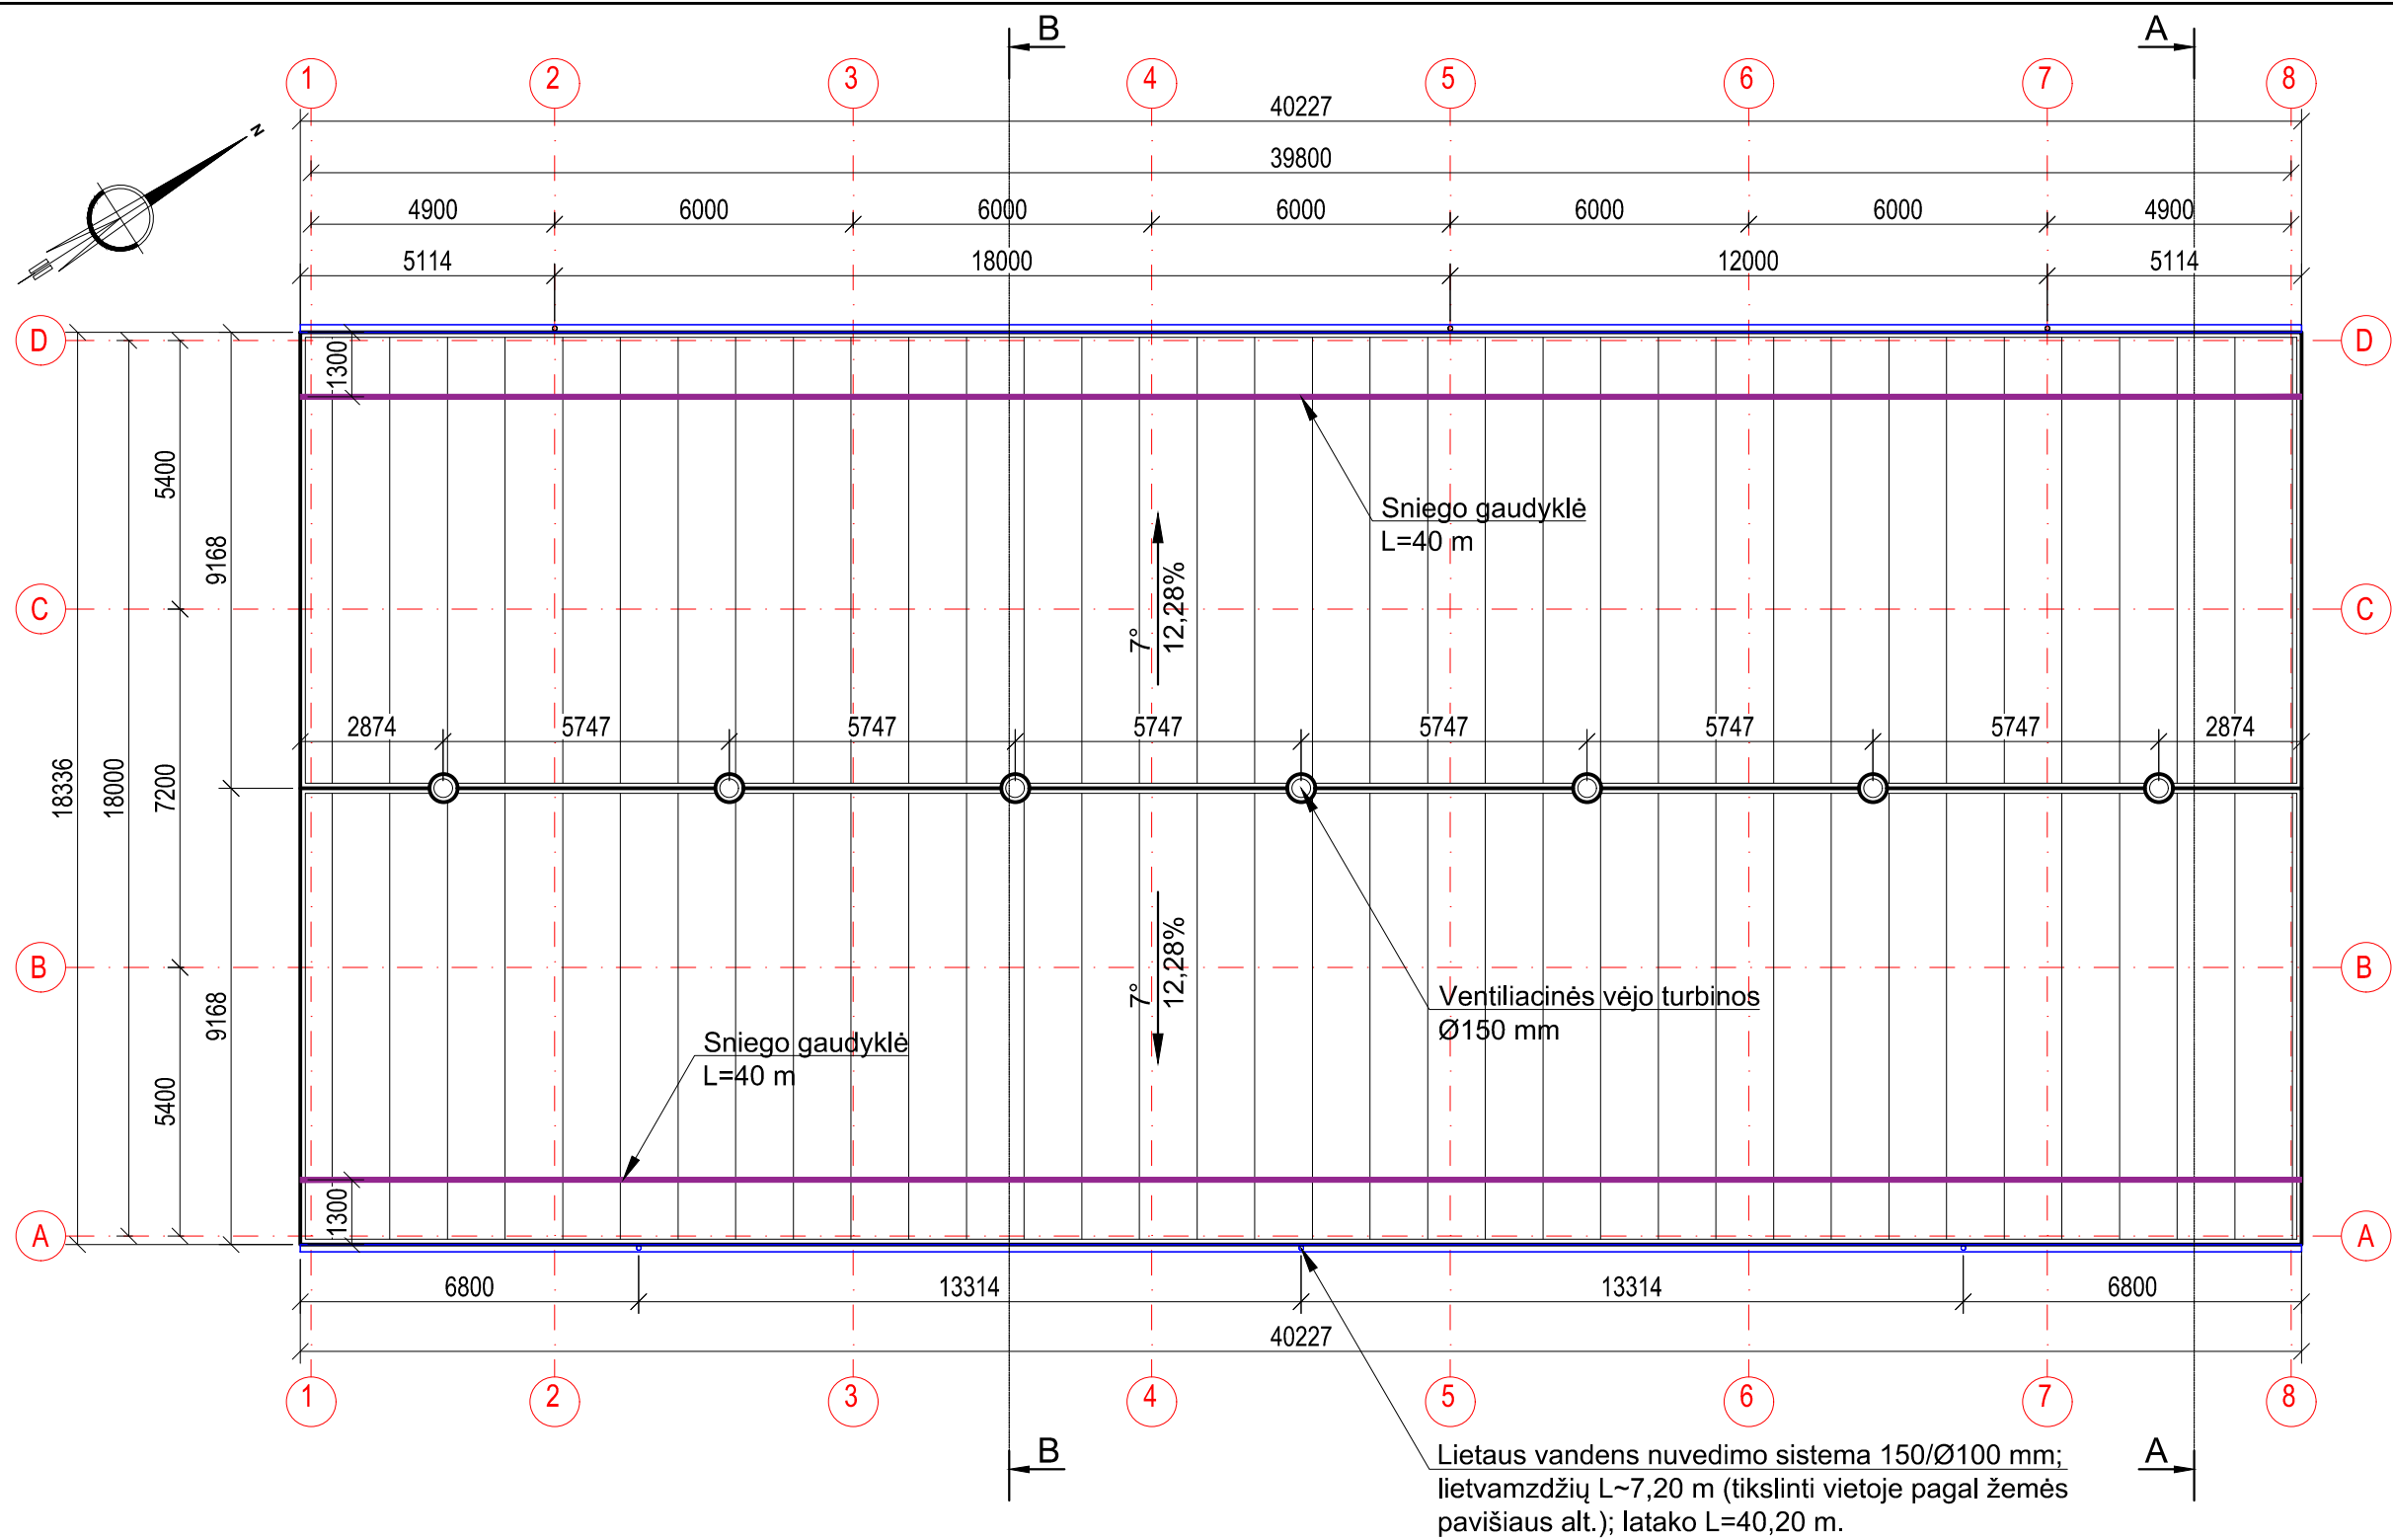 B
A
1
2
3
4
5
6
7
8
40227
39800
N
4900
6000
6000
6000
6000
6000
4900
5114
18000
12000
5114
D
D
1300
5400
Sniego gaudyklė
L=40 m
9168
12,28%
7°
C
C
2874
5747
5747
5747
5747
5747
5747
2874
18336
18000
7200
B
B
12,28%
7°
Ventiliacinės vėjo turbinos
Ø150 mm
9168
Sniego gaudyklė
L=40 m
5400
1300
A
A
6800
13314
13314
6800
40227
1
2
3
4
5
6
7
8
B
A
Lietaus vandens nuvedimo sistema 150/Ø100 mm;
lietvamzdžių L~7,20 m (tikslinti vietoje pagal žemės
paviršiaus alt.); latako L=40,20 m.